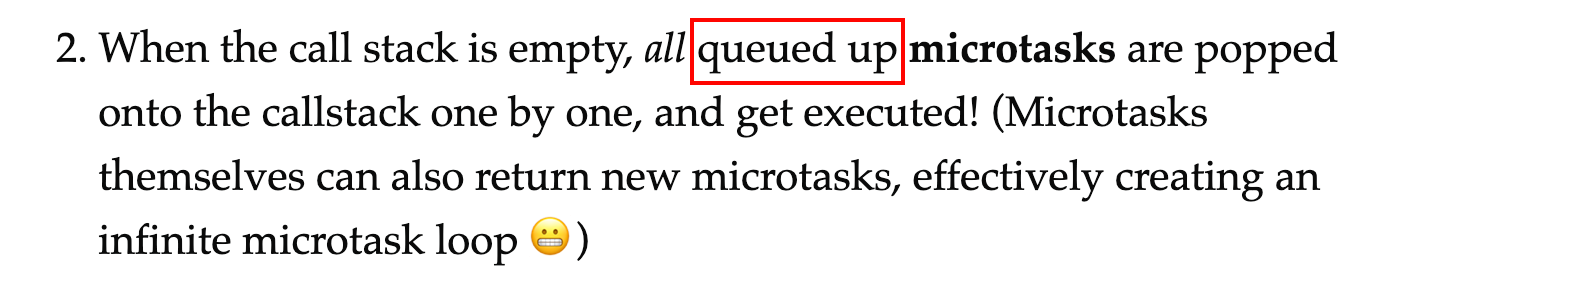 2. When the call stack is empty, all queued up microtasks are popped
onto the callstack one by one, and get executed! (Microtasks
themselves can also return new microtasks, effectively creating an
infinite microtask loop 😬)